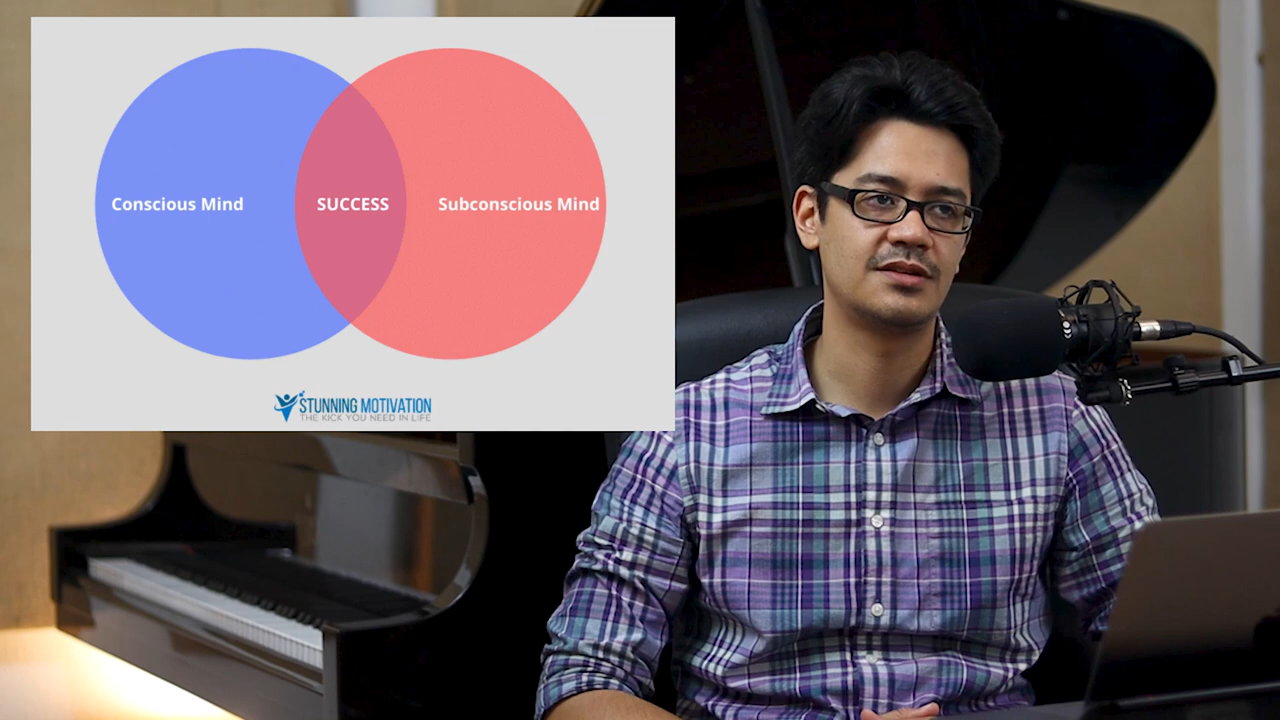 Conscious Mind
SUCCESS
Subconscious Mind
STUNNING MOTIVATION
THE KICK YOU NEED IN LIFE